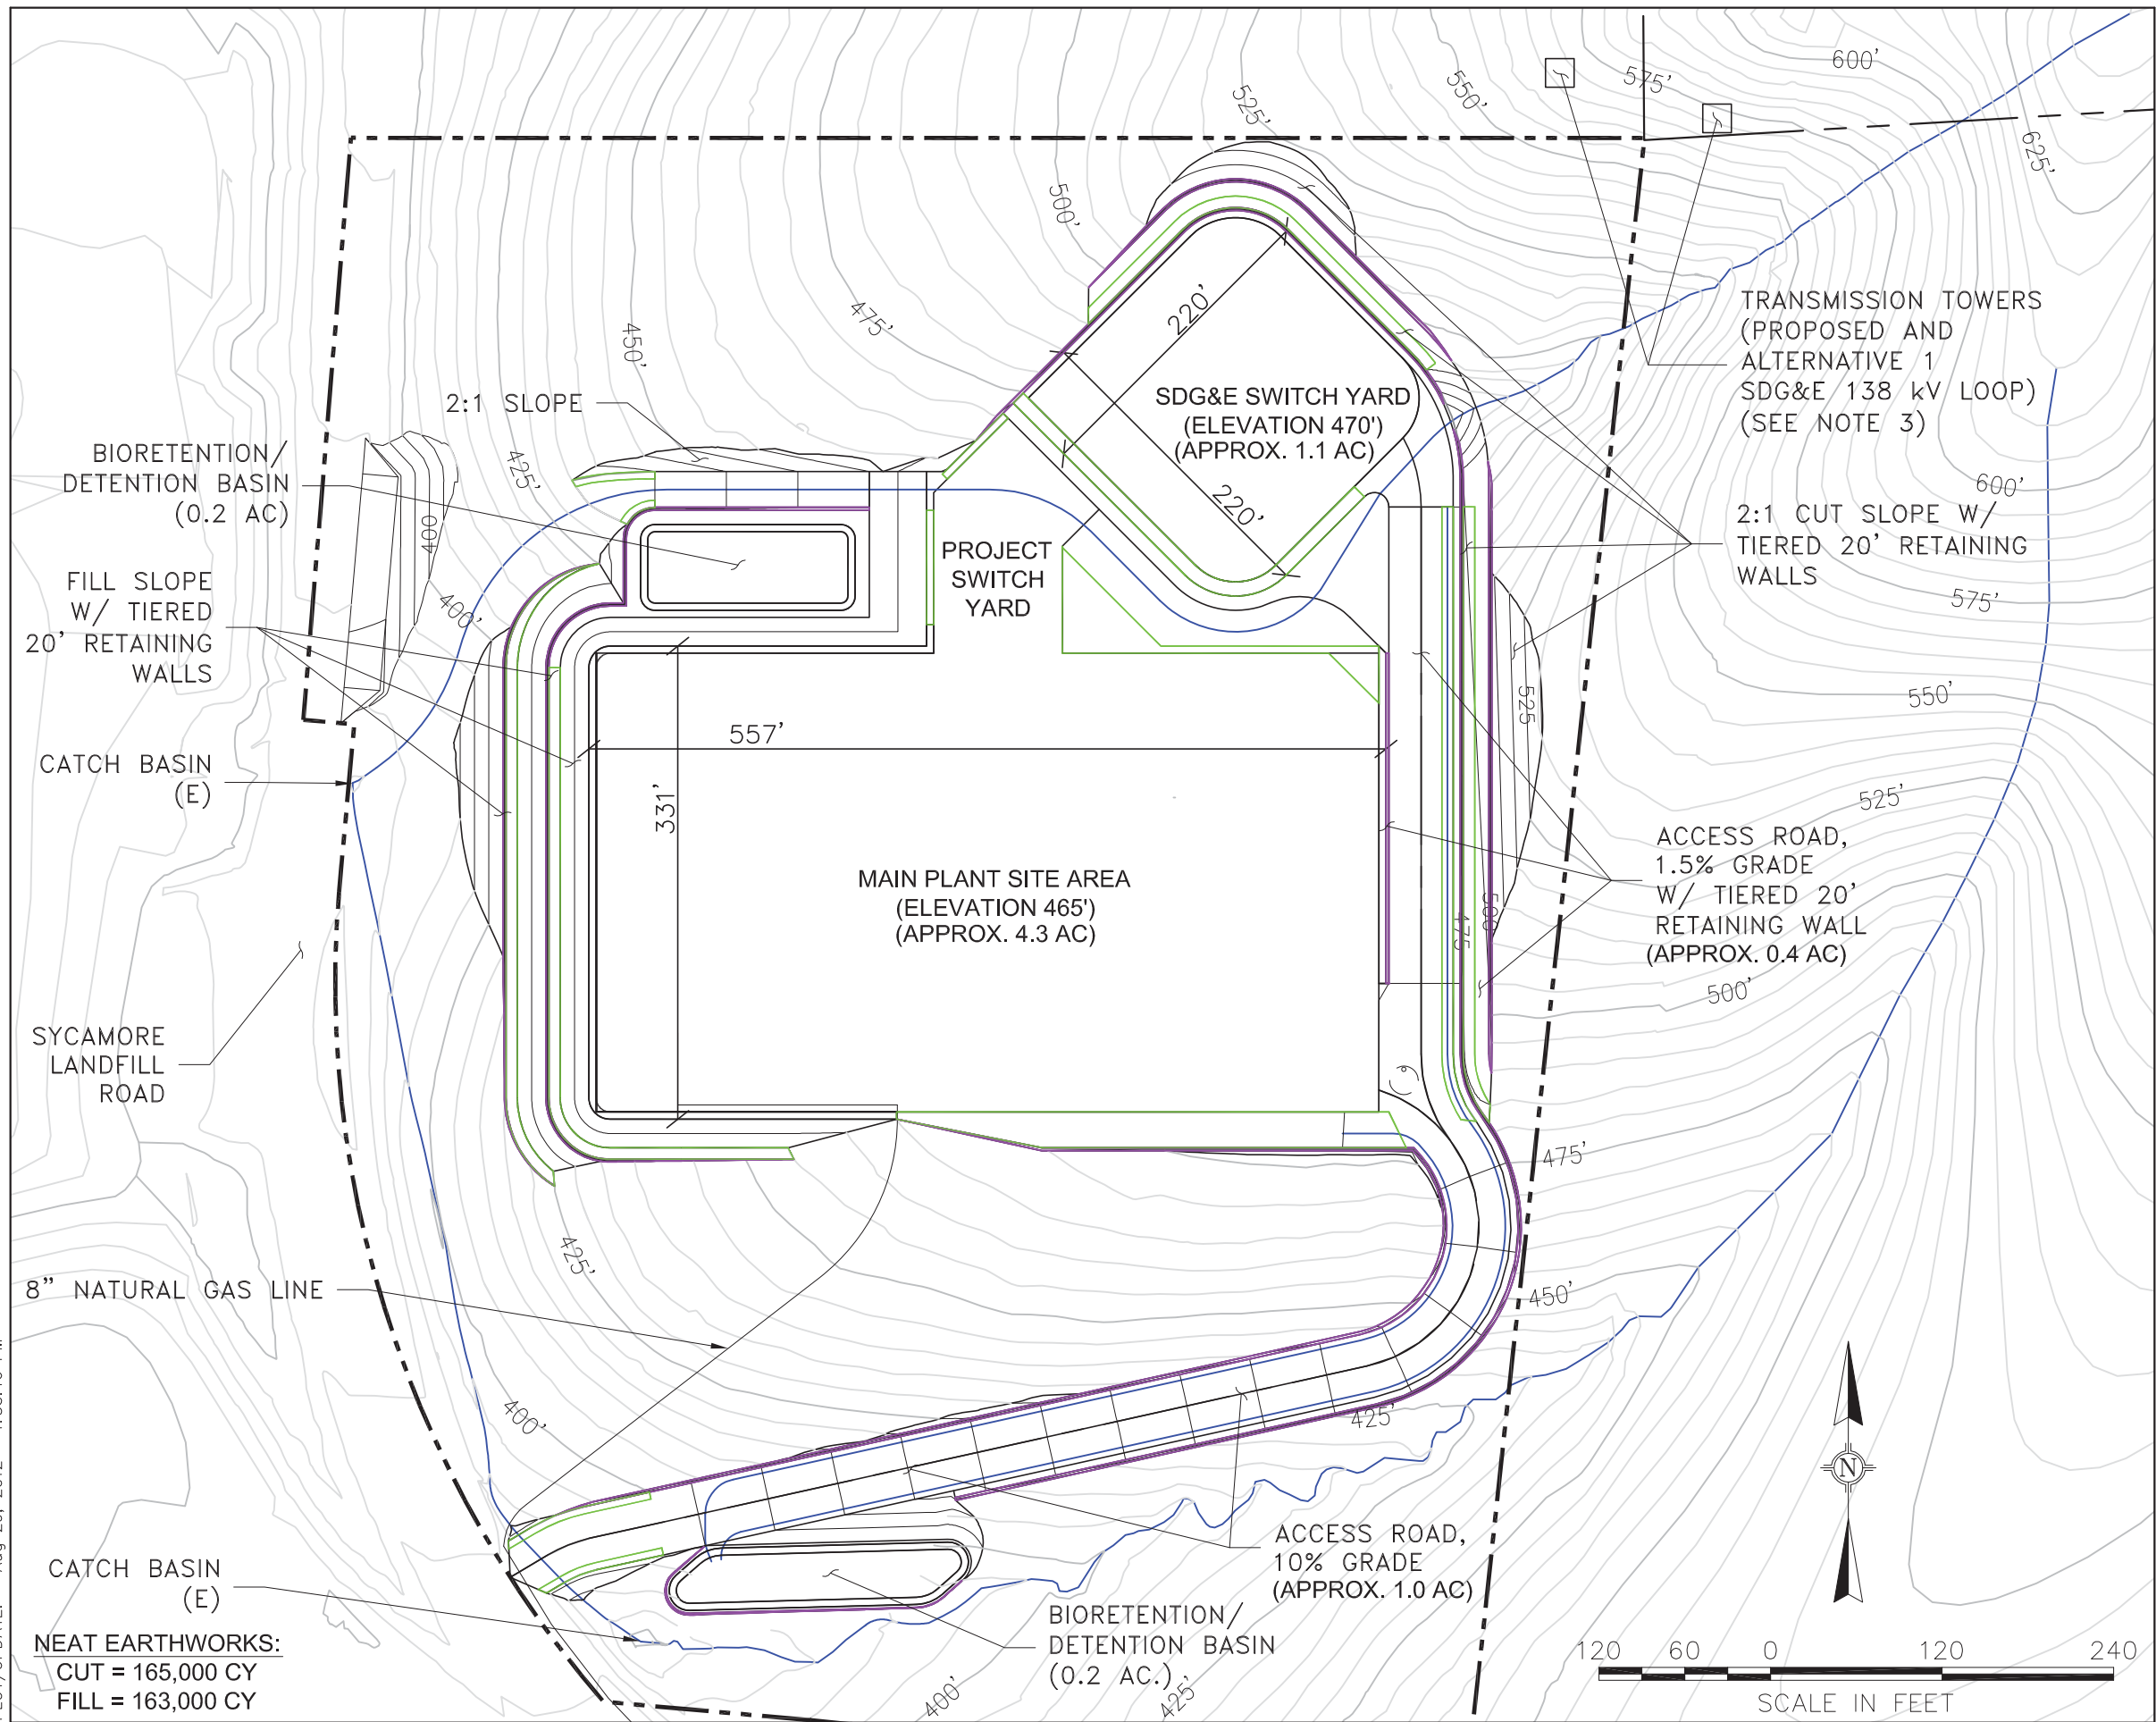 600'
575'
550'
525'
625'
500'
475'
450'
425'
400
400'
2:1 SLOPE
BIORETENTION/
DETENTION BASIN
(0.2 AC)
FILL SLOPE
W/ TIERED
20' RETAINING
WALLS
CATCH BASIN
(E)
SYCAMORE
LANDFILL
ROAD
8" NATURAL GAS LINE
CATCH BASIN
(E)
NEAT EARTHWORKS:
CUT = 165,000 CY
FILL = 163,000 CY
220'
SDG&E SWITCH YARD
(ELEVATION 470')
(APPROX. 1.1 AC)
220'
PROJECT
SWITCH
YARD
557'
331'
MAIN PLANT SITE AREA
(ELEVATION 465')
(APPROX. 4.3 AC)
TRANSMISSION TOWERS
(PROPOSED AND
ALTERNATIVE 1
SDG&E 138 kV LOOP)
(SEE NOTE 3)
600'
2:1 CUT SLOPE W/
TIERED 20' RETAINING
WALLS
575'
525
550'
525'
ACCESS ROAD,
1.5% GRADE
W/ TIERED 20'
RETAINING WALL
(APPROX. 0.4 AC)
500
475
500'
475'
450'
425'
425'
400'
ACCESS ROAD,
10% GRADE
(APPROX. 1.0 AC)
BIORETENTION/
DETENTION BASIN
(0.2 AC.)
400'
425'
N
120 60 0 120 240
SCALE IN FEET